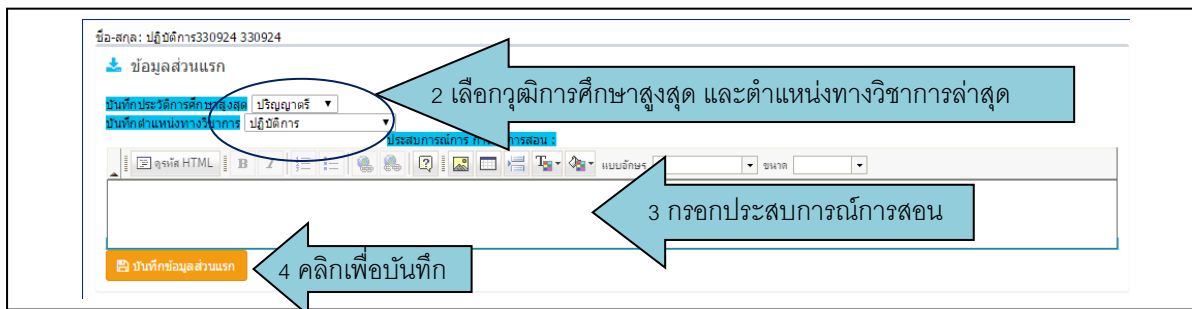 ชื่อ-สกุล: ปฏิบัติการ330924 330924
ข้อมูลส่วนแรก
บันทึกประวัติการศึกษาสูงสุด ปริญญาตรี
2 เลือกวุฒิการศึกษาสูงสุด และตำแหน่งทางวิชาการล่าสุด
บันทึกตำแหน่งทางวิชาการ ปฏิบัติการ
ประสบการณ์การ การสอน :
ดุรหัส HTML B I แบบอักษร ขนาด
3 กรอกประสบการณ์การสอน
บันทึกข้อมูลส่วนแรก
4 คลิกเพื่อบันทึก